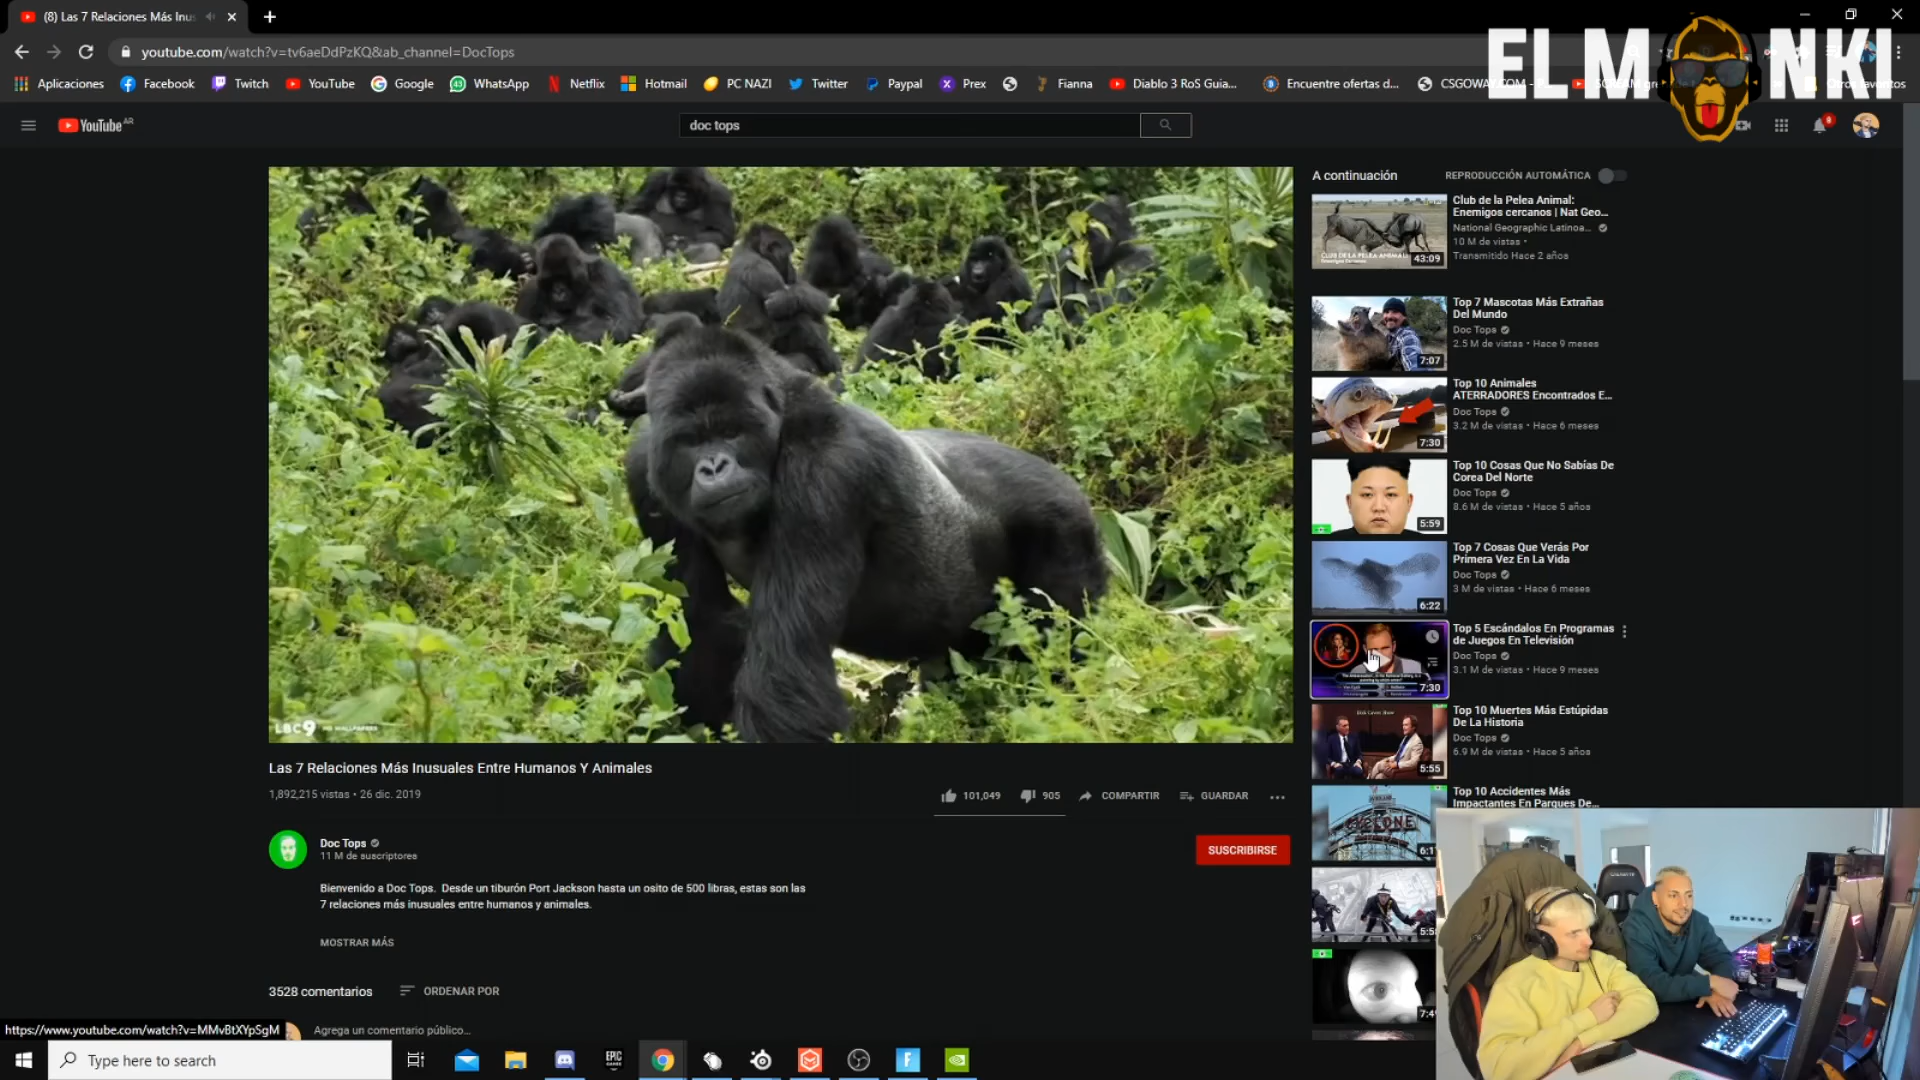 (8) Las 7 Relaciones Más Inus
youtube.com/watch?v=tv6aeDdPzKQ&ab_channel=DocTops
EL M NKI
Aplicaciones
Facebook
Twitch
YouTube
Google
WhatsApp
Netflix
Hotmail
PC NAZI
Twitter
Paypal
Prex
Fianna
Diablo 3 RoS Guia...
Encuentre ofertas d...
Otros favoritos
YouTube AR
doc tops
8
A continuación
REPRODUCCIÓN AUTOMÁTICA
Club de la Pelea Animal:
Enemigos cercanos | Nat Geo...
National Geographic Latinoa...
10 M de vistas •
Transmitido Hace 2 años
43:09
Top 7 Mascotas Más Extrañas
Del Mundo
Doc Tops
2.5 M de vistas • Hace 9 meses
7:07
Top 10 Animales
ATERRADORES Encontrados E...
Doc Tops
3.2 M de vistas • Hace 6 meses
7:30
Top 10 Cosas Que No Sabías De
Corea Del Norte
Doc Tops
8.6 M de vistas • Hace 5 años
5:59
Top 7 Cosas Que Verás Por
Primera Vez En La Vida
Doc Tops
3 M de vistas • Hace 6 meses
6:22
Top 5 Escándalos En Programas
de Juegos En Televisión
Doc Tops
3.1 M de vistas • Hace 9 meses
7:30
Top 10 Muertes Más Estúpidas
De La Historia
Doc Tops
6.9 M de vistas • Hace 5 años
5:55
Top 10 Accidentes Más
Impactantes En Parques De...
CYCLONE
LBC9 HD WALLPAPERS
Las 7 Relaciones Más Inusuales Entre Humanos Y Animales
1,892,215 vistas • 26 dic. 2019
101,049
905
COMPARTIR
GUARDAR
Doc Tops
11 M de suscriptores
SUSCRIBIRSE
Bienvenido a Doc Tops. Desde un tiburón Port Jackson hasta un osito de 500 libras, estas son las
7 relaciones más inusuales entre humanos y animales.
MOSTRAR MÁS
3528 comentarios
ORDENAR POR
Agrega un comentario público...
https://www.youtube.com/watch?v=MMvBtXYpSgM
Type here to search
EPIC